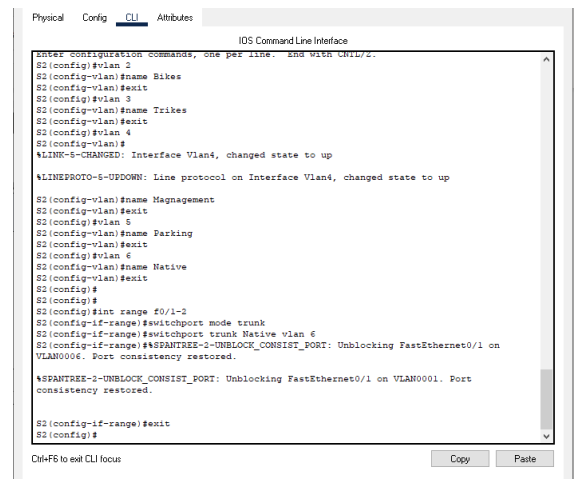 Physical Config CLI Attributes
IOS Command Line Interface
Enter configuration commands, one per line. End with CNTL/Z.
S2(config)#vlan 2
S2(config-vlan)#name Bikes
S2(config-vlan)#exit
S2(config)#vlan 3
S2(config-vlan)#name Trikes
S2(config-vlan)#exit
S2(config)#vlan 4
S2(config-vlan)#
%LINK-5-CHANGED: Interface Vlan4, changed state to up
%LINEPROTO-5-UPDOWN: Line protocol on Interface Vlan4, changed state to up
S2(config-vlan)#name Magnagement
S2(config-vlan)#exit
S2(config)#vlan 5
S2(config-vlan)#name Parking
S2(config-vlan)#exit
S2(config)#vlan 6
S2(config-vlan)#name Native
S2(config-vlan)#exit
S2(config)#
S2(config)#
S2(config)#int range f0/1-2
S2(config-if-range)#switchport mode trunk
S2(config-if-range)#switchport trunk Native vlan 6
S2(config-if-range)#%SPANTREE-2-UNBLOCK_CONSIST_PORT: Unblocking FastEthernet0/1 on
VLAN0006. Port consistency restored.
%SPANTREE-2-UNBLOCK_CONSIST_PORT: Unblocking FastEthernet0/1 on VLAN0001. Port
consistency restored.
S2(config-if-range)#exit
S2(config)#
Ctrl+F6 to exit CLI focus
Copy Paste